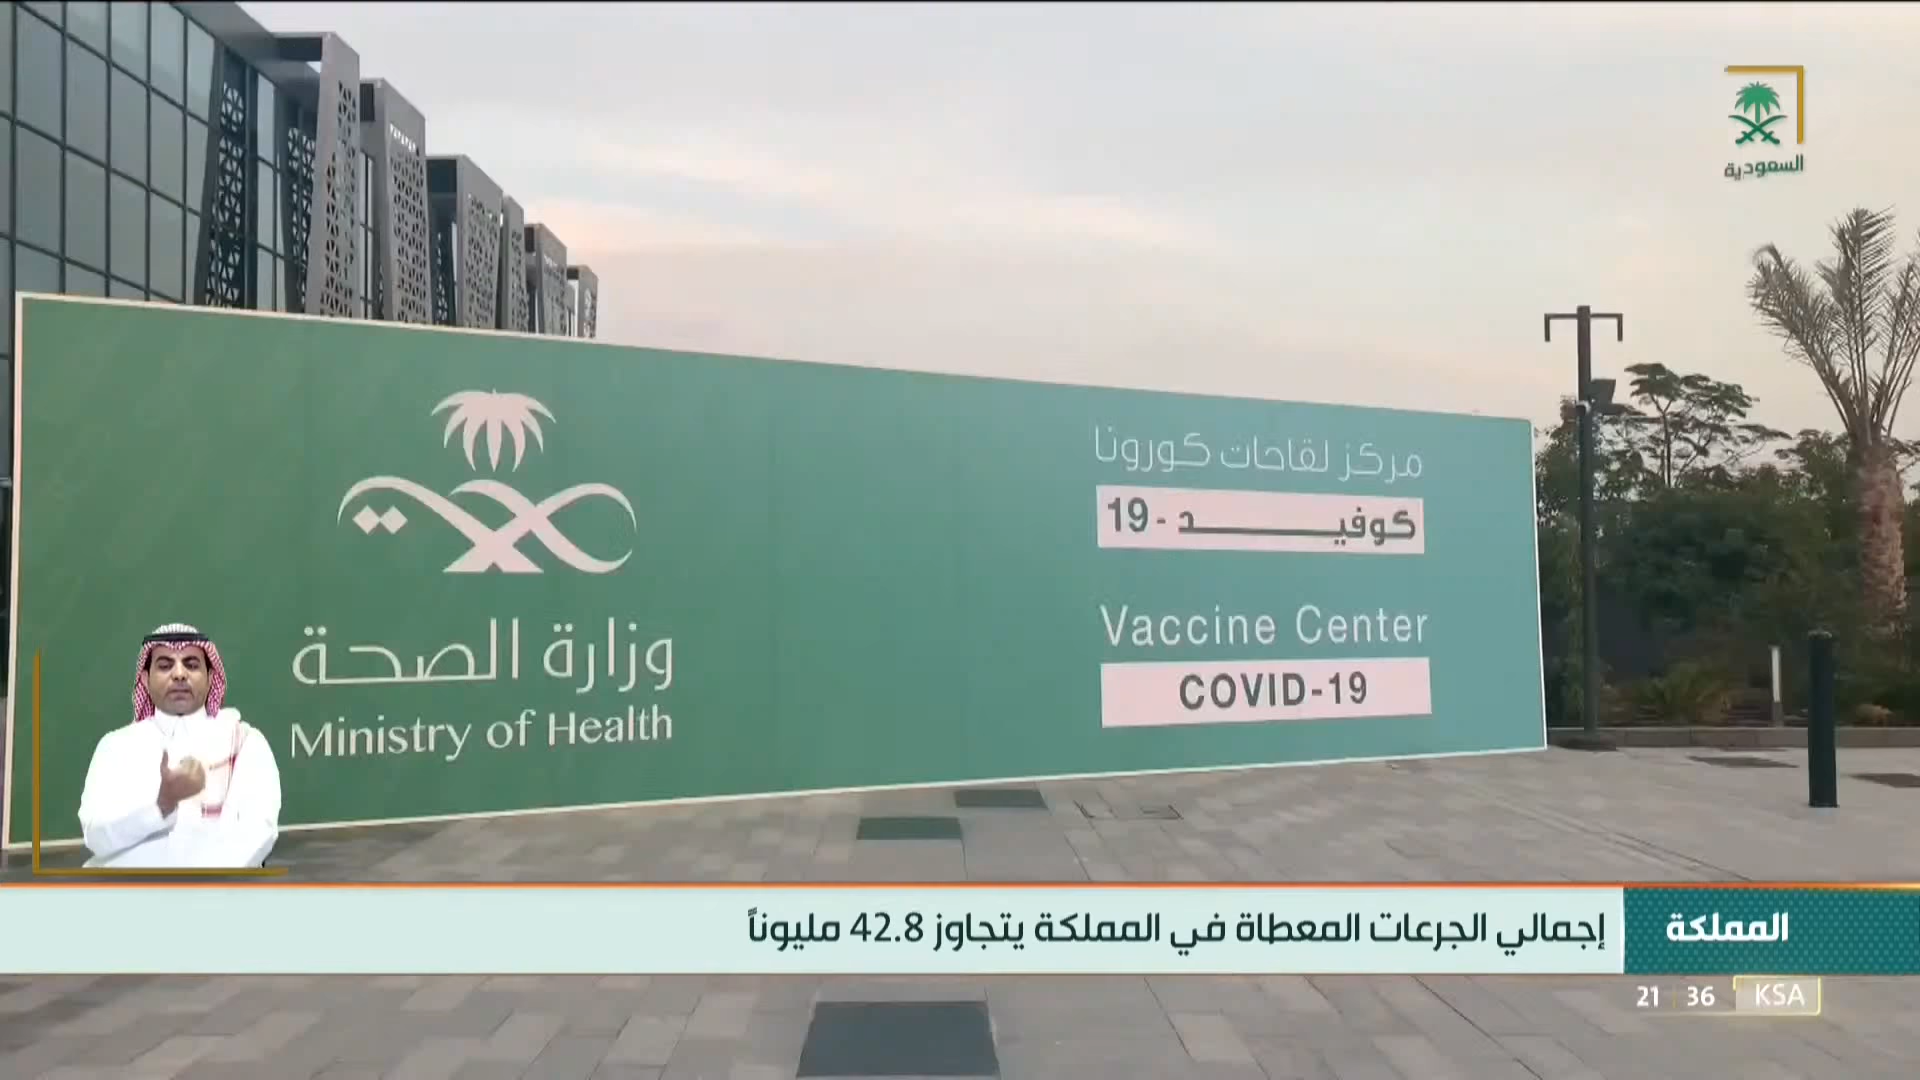 السعودية
مركز لقاحات كورونا
كوفيد - 19
Vaccine Center
COVID-19
وزارة الصحة
Ministry of Health
المملكة
إجمالي الجرعات المعطاة في المملكة يتجاوز 42.8 مليوناً
21 36 KSA